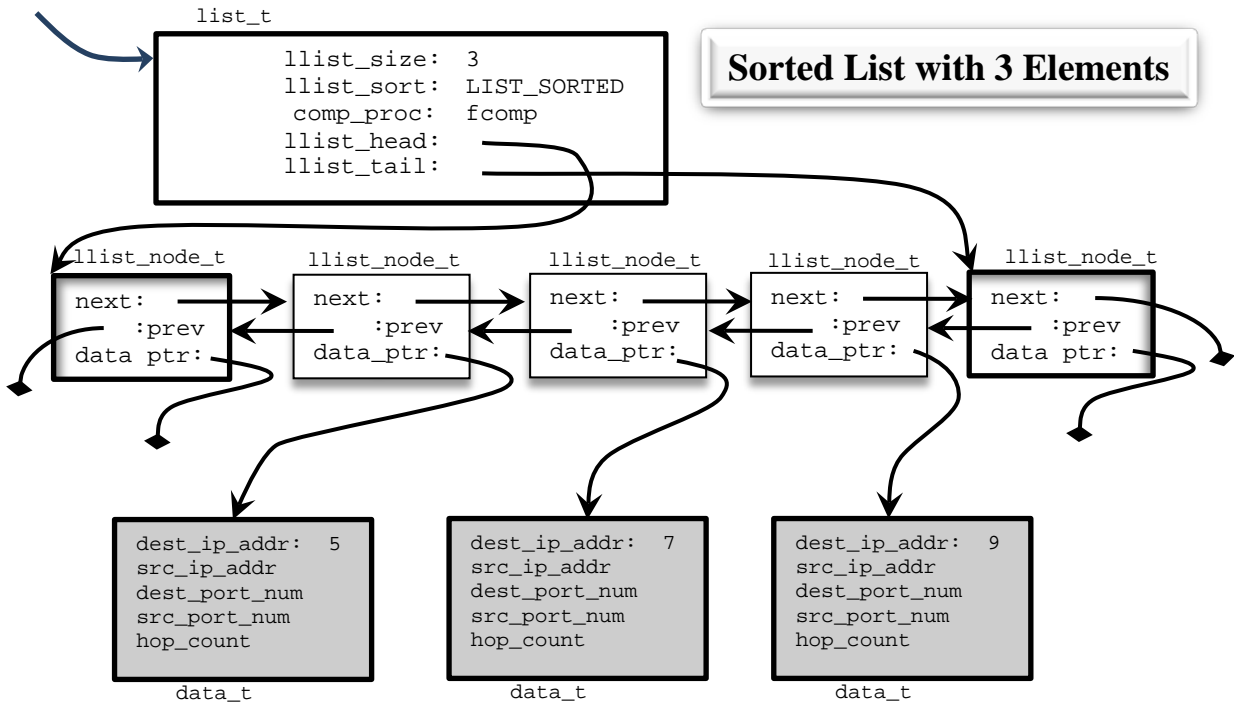 list_t
Sorted List with 3 Elements
llist_size: 3
llist_sort: LIST_SORTED
comp_proc: fcomp
llist_head:
llist_tail:
llist_node_t
llist_node_t
llist_node_t
llist_node_t
llist_node_t
next:
:prev
data ptr:
next:
:prev
data_ptr:
next:
:prev
data_ptr:
next:
:prev
data_ptr:
next:
:prev
data ptr:
dest_ip_addr: 5
src_ip_addr
dest_port_num
src_port_num
hop_count
data_t
dest_ip_addr: 7
src_ip_addr
dest_port_num
src_port_num
hop_count
data_t
dest_ip_addr: 9
src_ip_addr
dest_port_num
src_port_num
hop_count
data_t